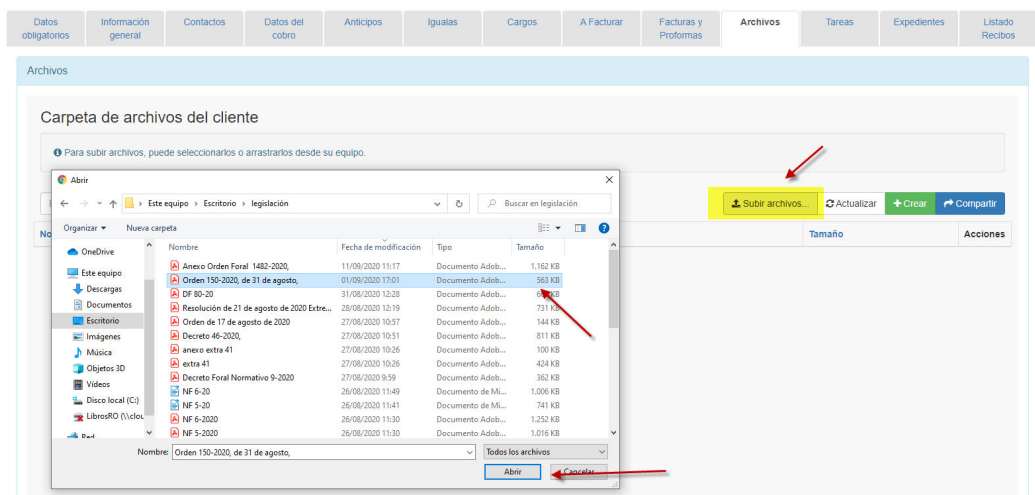 Datos obligatorios
Información general
Contactos
Datos del cobro
Anticipos
Igualas
Cargos
A Facturar
Facturas y Proformas
Archivos
Tareas
Expedientes
Listado Recibos
Archivos
Carpeta de archivos del cliente
Para subir archivos, puede seleccionarlos o arrastrarlos desde su equipo.
Subir archivos...
Actualizar
Crear
Compartir
Tamaño
Acciones
Abrir
Este equipo > Escritorio > legislación
Buscar en legislación
Organizar
Nueva carpeta
OneDrive
Este equipo
Descargas
Documentos
Escritorio
Imágenes
Música
Objetos 3D
Vídeos
Disco local (C:)
LibrosRO (\\clou
Red
Nombre Fecha de modificación Tipo Tamaño
Anexo Orden Foral 1482-2020, 11/09/2020 11:17 Documento Adob... 1.162 KB
Orden 150-2020, de 31 de agosto, 01/09/2020 17:01 Documento Adob... 563 KB
DF 80-20 31/08/2020 12:28 Documento Adob... KB
Resolución de 21 de agosto de 2020 Extre... 28/08/2020 12:19 Documento Adob... 731 KB
Orden de 17 de agosto de 2020 27/08/2020 10:57 Documento Adob... 144 KB
Decreto 46-2020, 27/08/2020 10:51 Documento Adob... 811 KB
anexo extra 41 27/08/2020 10:26 Documento Adob... 100 KB
extra 41 27/08/2020 10:26 Documento Adob... 424 KB
Decreto Foral Normativo 9-2020 27/08/2020 9:59 Documento Adob... 362 KB
NF 6-20 26/08/2020 11:49 Documento de Mi... 1.006 KB
NF 5-20 26/08/2020 11:41 Documento de Mi... 741 KB
NF 6-2020 26/08/2020 11:30 Documento Adob... 1.252 KB
NF 5-2020 26/08/2020 11:30 Documento Adob... 1.016 KB
Nombre: Orden 150-2020, de 31 de agosto,
Todos los archivos
Abrir
Cancelar